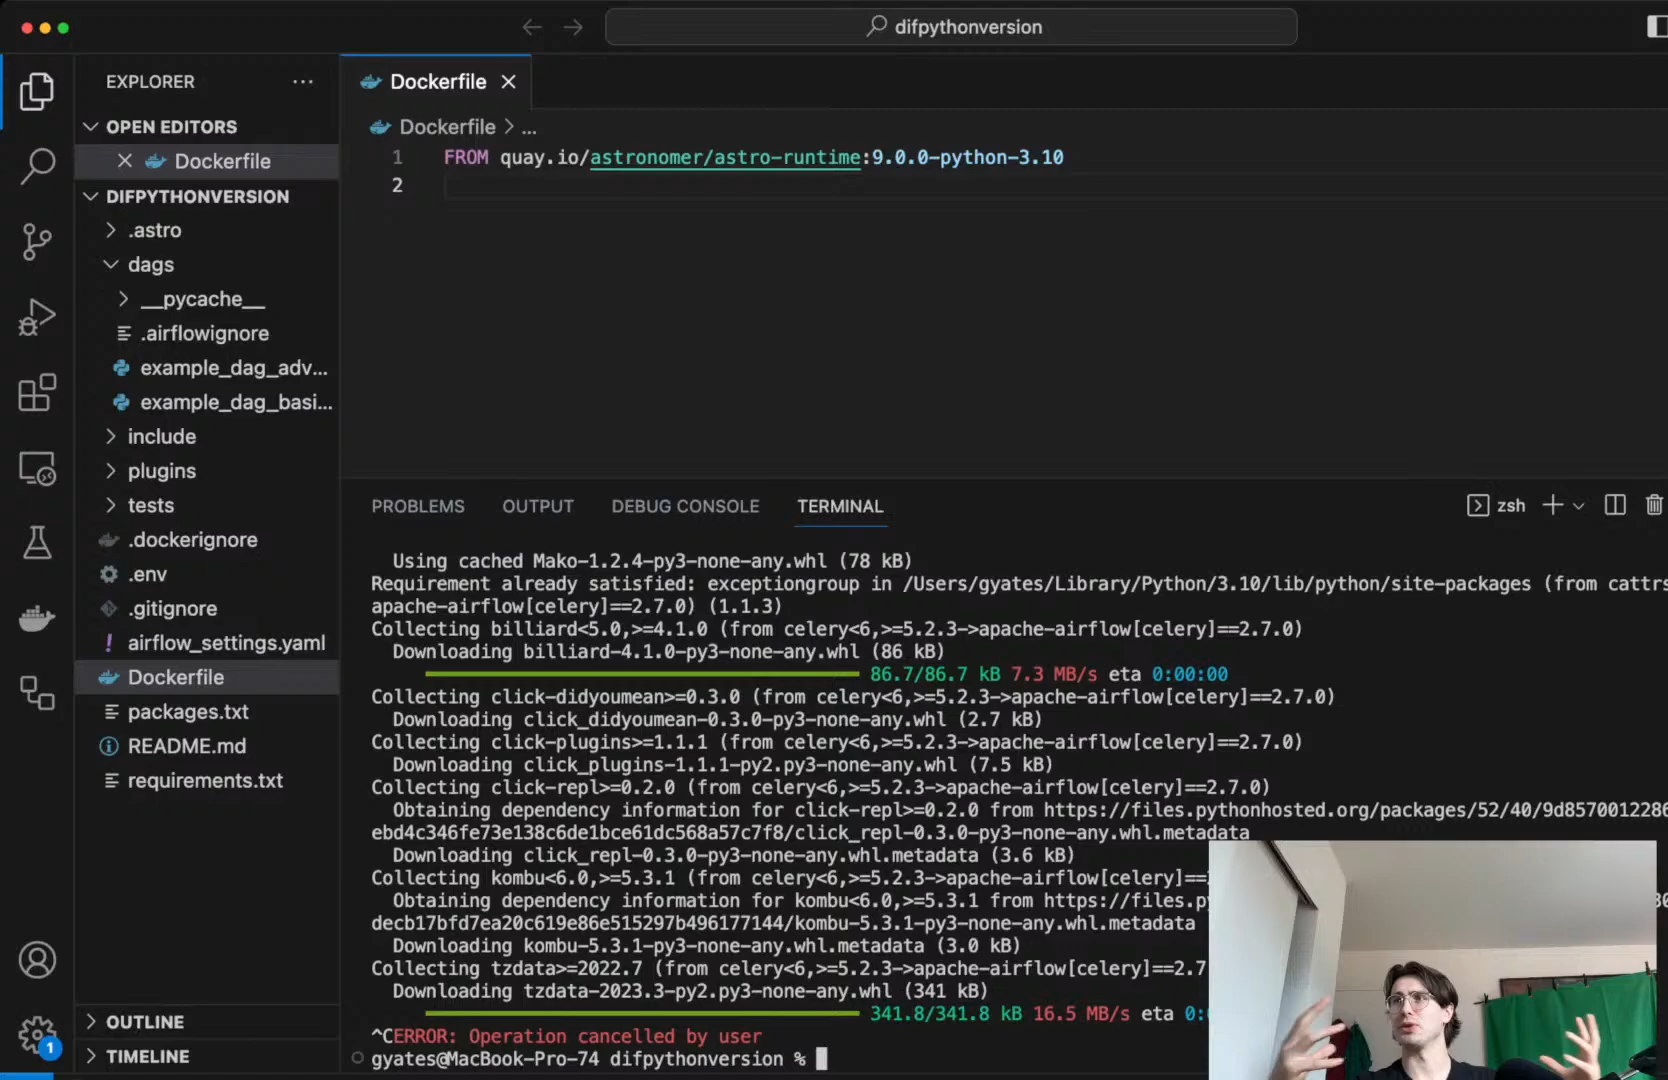 difpythonversion
EXPLORER ...
OPEN EDITORS
Dockerfile
DIFPYTHONVERSION
.astro
dags
__pycache__
.airflowignore
example_dag_adv...
example_dag_basi...
include
plugins
tests
.dockerignore
.env
.gitignore
! airflow_settings.yaml
Dockerfile
packages.txt
README.md
requirements.txt
OUTLINE
TIMELINE
1
Dockerfile
Dockerfile > ...
1 FROM quay.io/astronomer/astro-runtime:9.0.0-python-3.10
2
PROBLEMS OUTPUT DEBUG CONSOLE TERMINAL
zsh
Using cached Mako-1.2.4-py3-none-any.whl (78 kB)
Requirement already satisfied: exceptiongroup in /Users/gyates/Library/Python/3.10/lib/python/site-packages (from cattrs
apache-airflow[celery]==2.7.0) (1.1.3)
Collecting billiard<5.0,>=4.1.0 (from celery<6,>=5.2.3->apache-airflow[celery]==2.7.0)
Downloading billiard-4.1.0-py3-none-any.whl (86 kB)
86.7/86.7 kB 7.3 MB/s eta 0:00:00
Collecting click-didyoumean>=0.3.0 (from celery<6,>=5.2.3->apache-airflow[celery]==2.7.0)
Downloading click_didyoumean-0.3.0-py3-none-any.whl (2.7 kB)
Collecting click-plugins>=1.1.1 (from celery<6,>=5.2.3->apache-airflow[celery]==2.7.0)
Downloading click_plugins-1.1.1-py2.py3-none-any.whl (7.5 kB)
Collecting click-repl>=0.2.0 (from celery<6,>=5.2.3->apache-airflow[celery]==2.7.0)
Obtaining dependency information for click-repl>=0.2.0 from https://files.pythonhosted.org/packages/52/40/9d8570012286
ebd4c346fe73e138c6de1bce61dc568a57c7f8/click_repl-0.3.0-py3-none-any.whl.metadata
Downloading click_repl-0.3.0-py3-none-any.whl.metadata (3.6 kB)
Collecting kombu<6.0,>=5.3.1 (from celery<6,>=5.2.3->apache-airflow[celery]==
Obtaining dependency information for kombu<6.0,>=5.3.1 from https://files.py
decb17bfd7ea20c619e86e515297b496177144/kombu-5.3.1-py3-none-any.whl.metadata
Downloading kombu-5.3.1-py3-none-any.whl.metadata (3.0 kB)
Collecting tzdata>=2022.7 (from celery<6,>=5.2.3->apache-airflow[celery]==2.7
Downloading tzdata-2023.3-py2.py3-none-any.whl (341 kB)
341.8/341.8 kB 16.5 MB/s eta 0:
^CERROR: Operation cancelled by user
gyates@MacBook-Pro-74 difpythonversion %